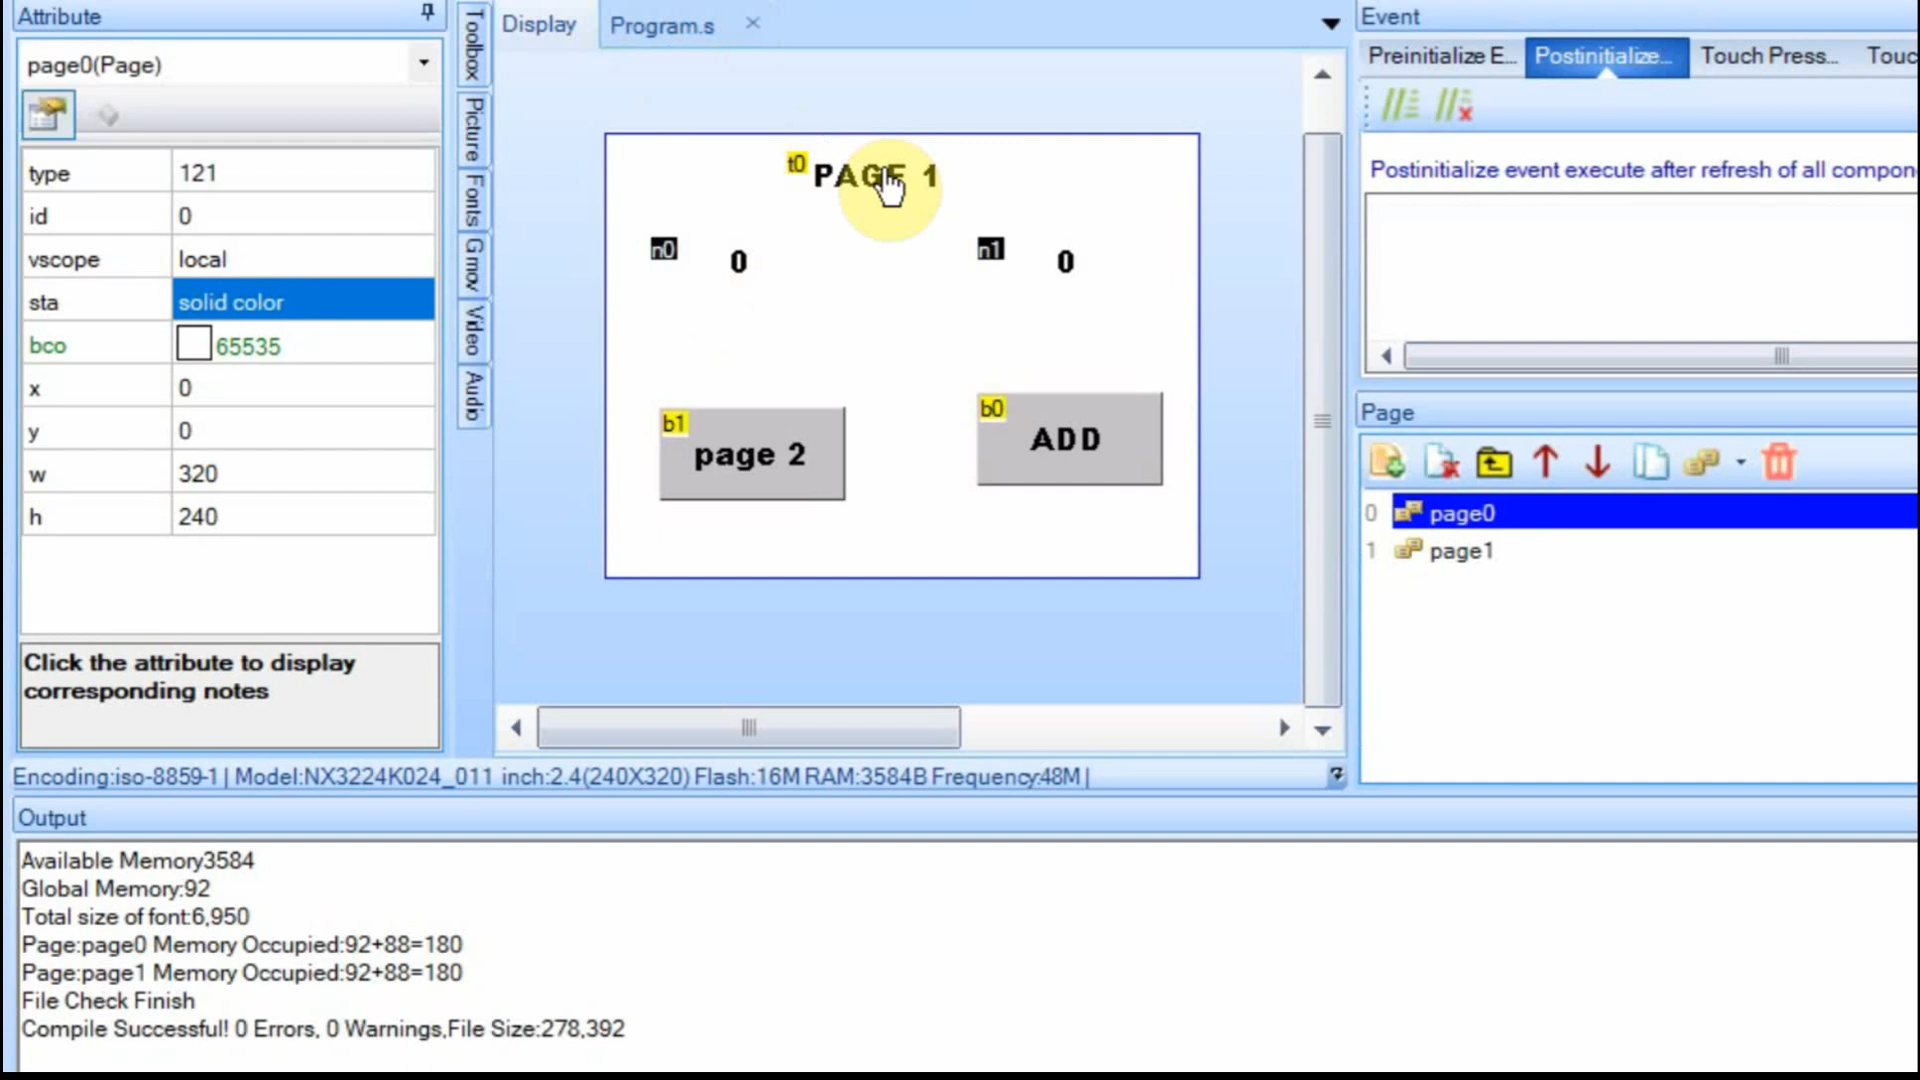 Attribute
page0(Page)
type 121
id 0
vscope local
sta solid color
bco 65535
x 0
y 0
w 320
h 240
Click the attribute to display
corresponding notes
Toolbox
Picture
Fonts
G mov
Video
Audio
Display
Program.s
t0 PAGE 1
n0 0
n1 0
b1 page 2
b0 ADD
Event
Preinitialize E... Postinitialize... Touch Press... Touc
Postinitialize event execute after refresh of all compon
Page
0 page0
1 page1
Encoding:iso-8859-1 | Model:NX3224K024_011 inch:2.4(240X320) Flash:16M RAM:3584B Frequency:48M |
Output
Available Memory3584
Global Memory:92
Total size of font:6,950
Page:page0 Memory Occupied:92+88=180
Page:page1 Memory Occupied:92+88=180
File Check Finish
Compile Successful! 0 Errors, 0 Warnings,File Size:278,392